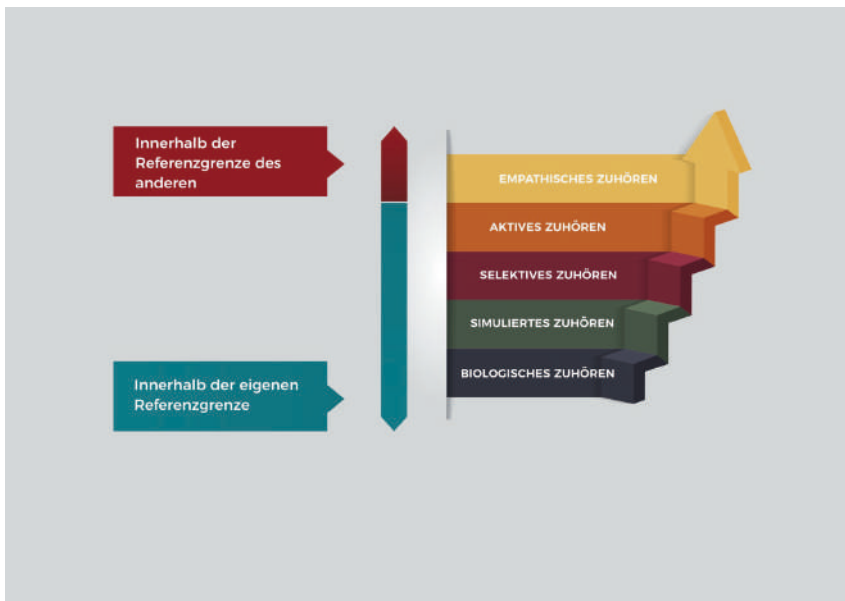 Innerhalb der
Referenzgrenze des
anderen
EMPATHISCHES ZUHÖREN
AKTIVES ZUHÖREN
SELEKTIVES ZUHÖREN
SIMULIERTES ZUHÖREN
BIOLOGISCHES ZUHÖREN
Innerhalb der eigenen
Referenzgrenze